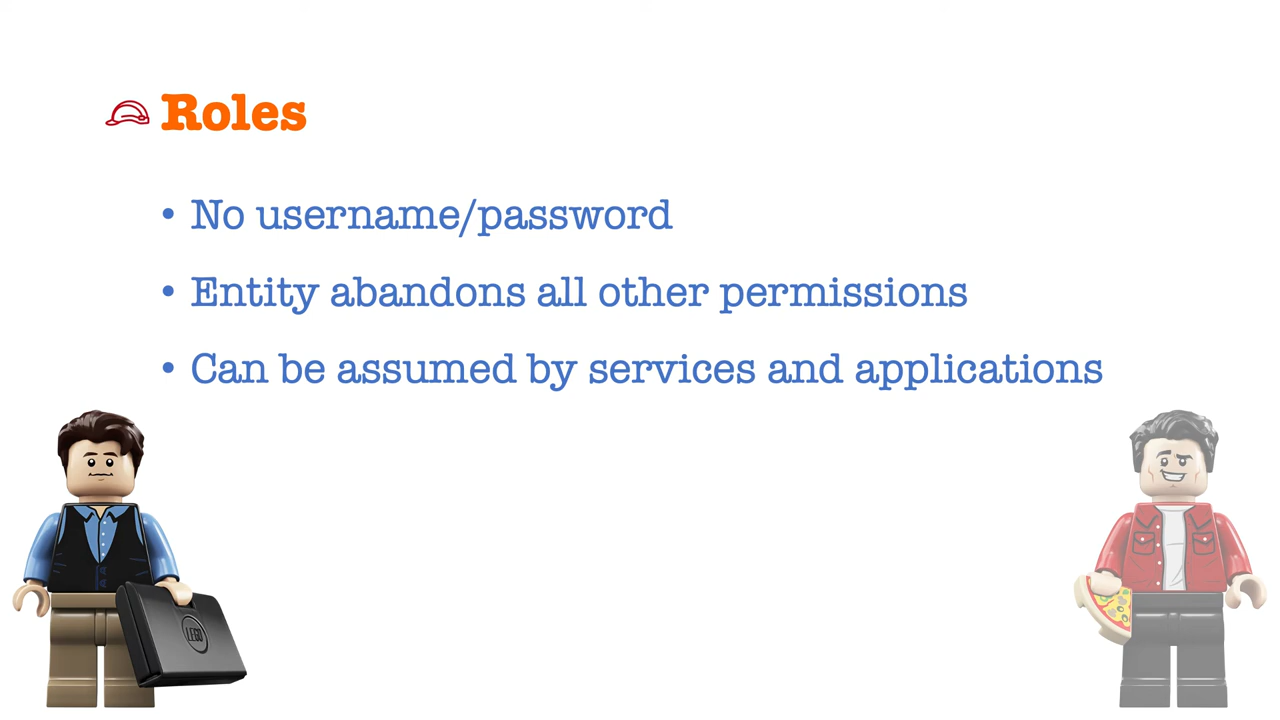 Roles
• No username/password
• Entity abandons all other permissions
• Can be assumed by services and applications
LEGO